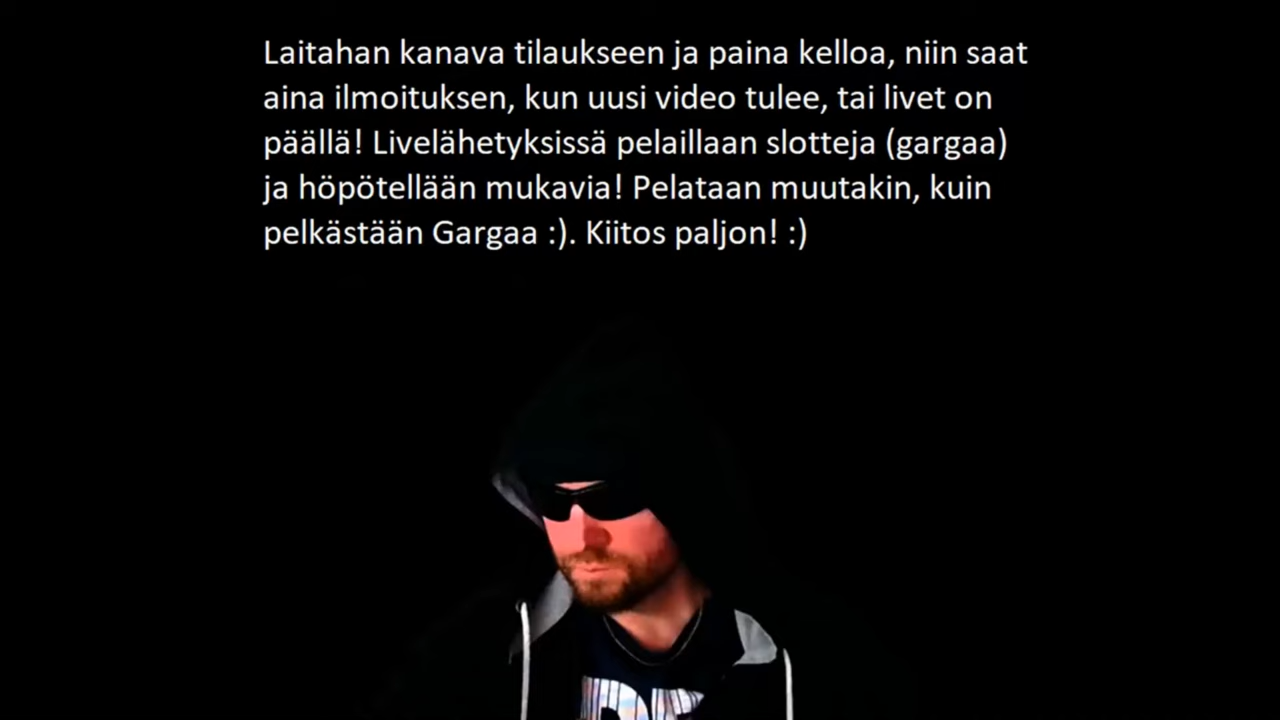 Laitahan kanava tilaukseen ja paina kelloa, niin saat
aina ilmoituksen, kun uusi video tulee, tai livet on
päällä! Livelähetyksissä pelaillaan slotteja (gargaa)
ja höpötellään mukavia! Pelataan muutakin, kuin
pelkästään Gargaa :). Kiitos paljon! :)